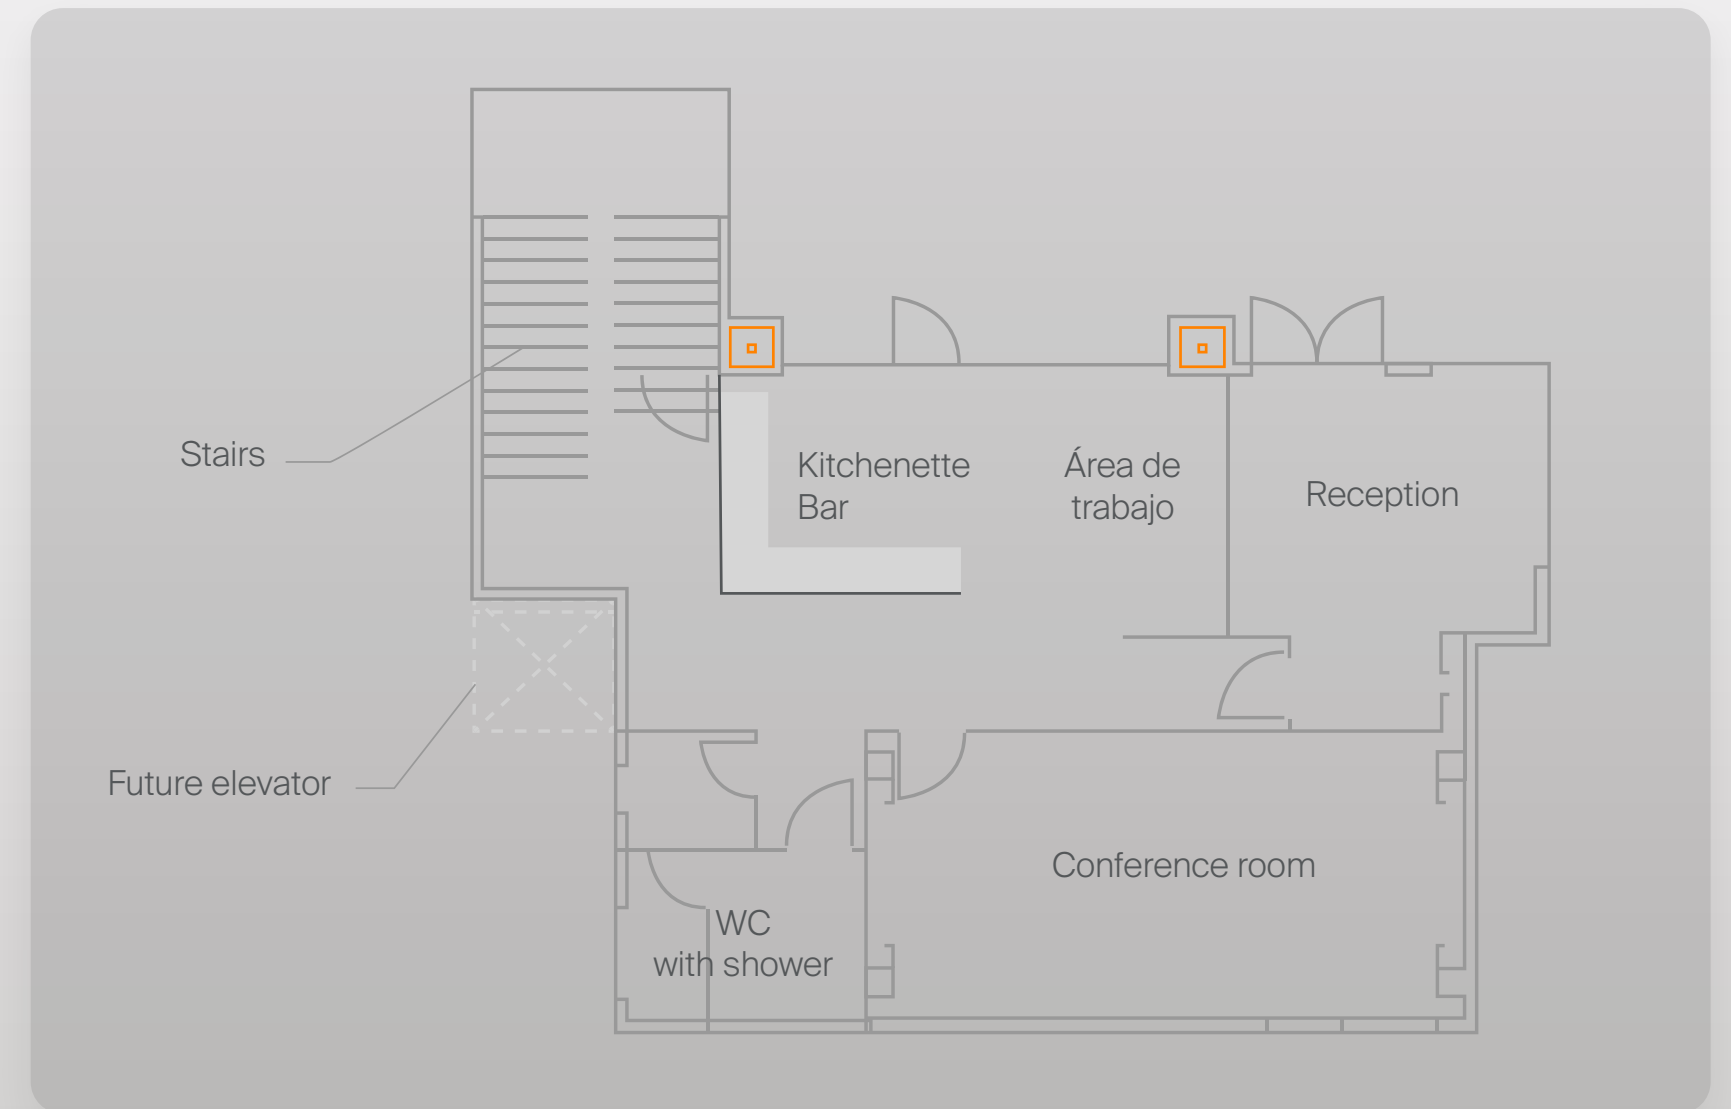 Stairs
Kitchenette
Bar
Área de
trabajo
Reception
Future elevator
Conference room
WC
with shower